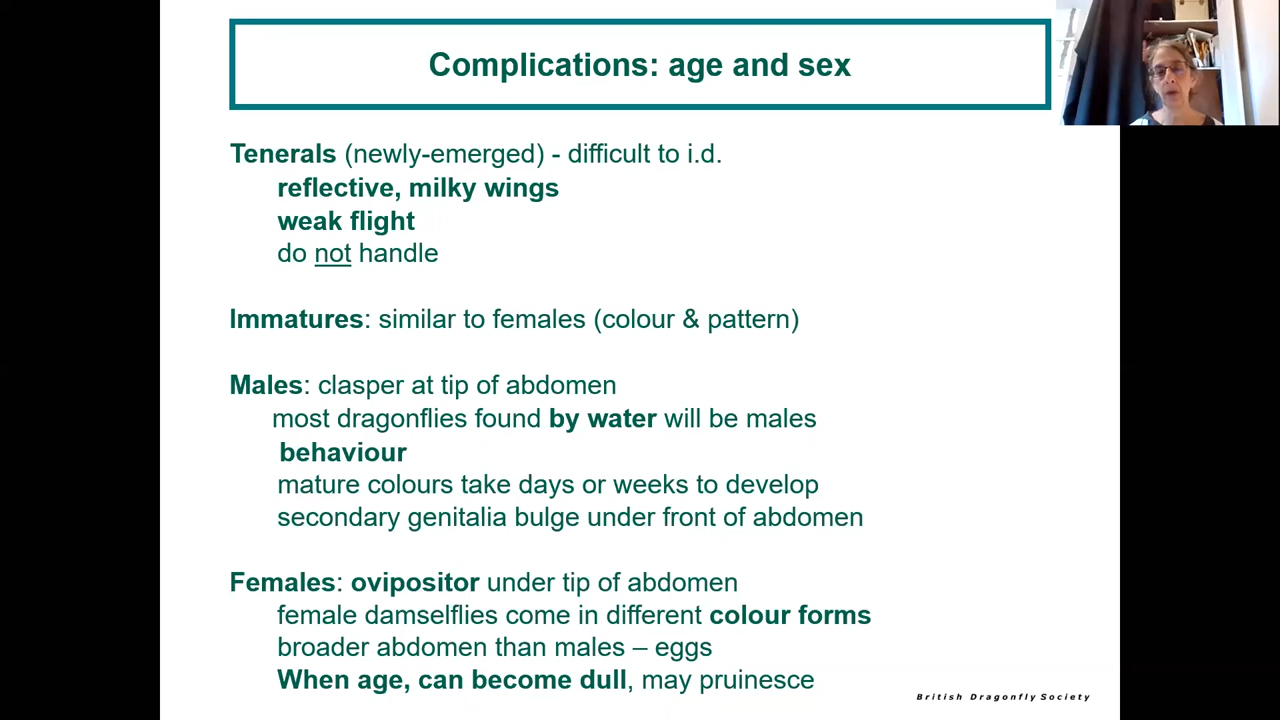 Complications: age and sex
Tenerals (newly-emerged) - difficult to i.d.
reflective, milky wings
weak flight
do not handle
Immatures: similar to females (colour & pattern)
Males: clasper at tip of abdomen
most dragonflies found by water will be males
behaviour
mature colours take days or weeks to develop
secondary genitalia bulge under front of abdomen
Females: ovipositor under tip of abdomen
female damselflies come in different colour forms
broader abdomen than males – eggs
When age, can become dull, may pruinesce
British Dragonfly Society